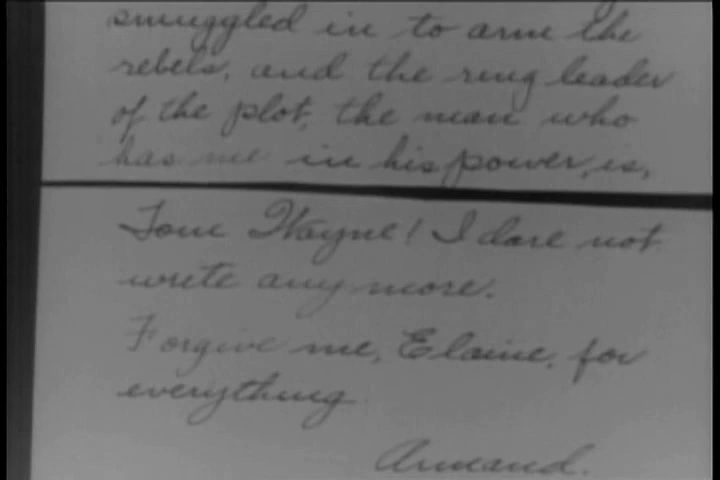 smuggled in to arm the
rebels, and the ring leader
of the plot, the man who
has me in his power, is,
Tom Wayne! I dare not
write any more.
Forgive me, Elaine, for
everything
Armand.